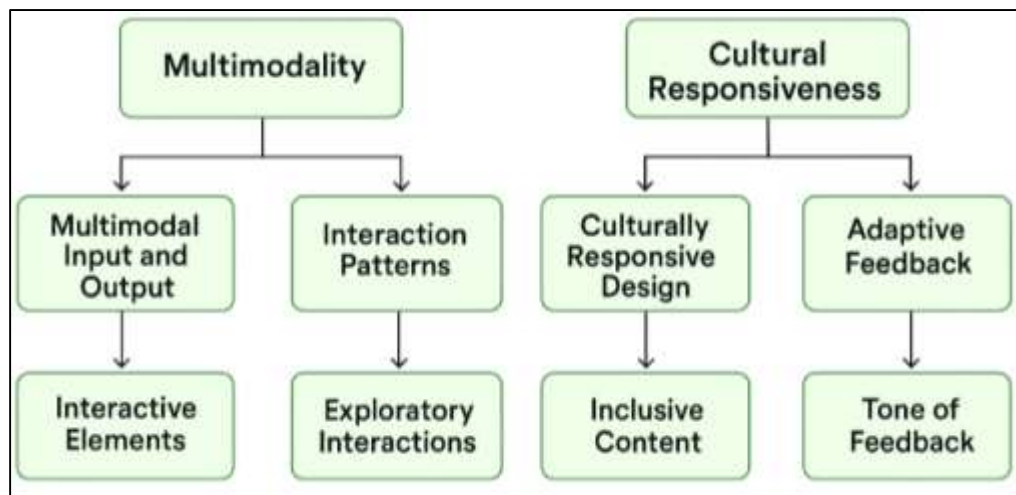 Multimodality
Cultural
Responsiveness
Multimodal
Input and
Output
Interaction
Patterns
Culturally
Responsive
Design
Adaptive
Feedback
Interactive
Elements
Exploratory
Interactions
Inclusive
Content
Tone of
Feedback